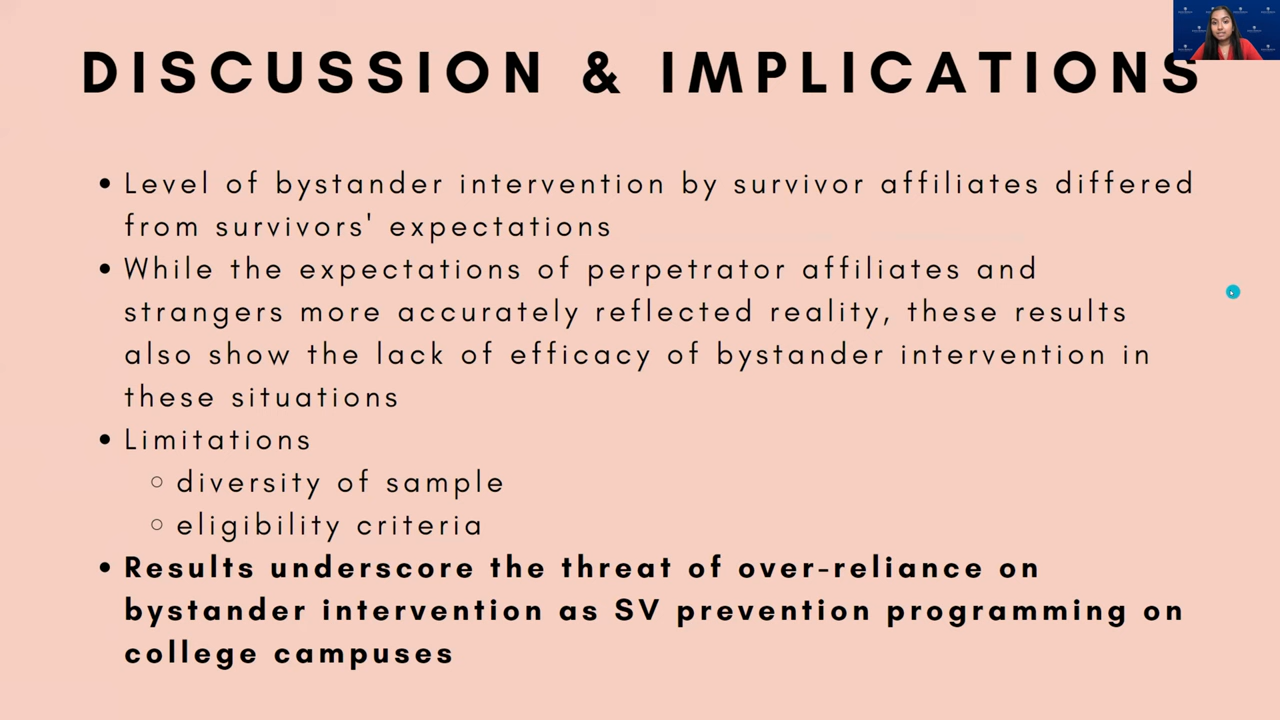 DISCUSSION & IMPLICATIONS
• Level of bystander intervention by survivor affiliates differed
from survivors' expectations
• While the expectations of perpetrator affiliates and
strangers more accurately reflected reality, these results
also show the lack of efficacy of bystander intervention in
these situations
• Limitations
○ diversity of sample
○ eligibility criteria
• Results underscore the threat of over-reliance on
bystander intervention as SV prevention programming on
college campuses